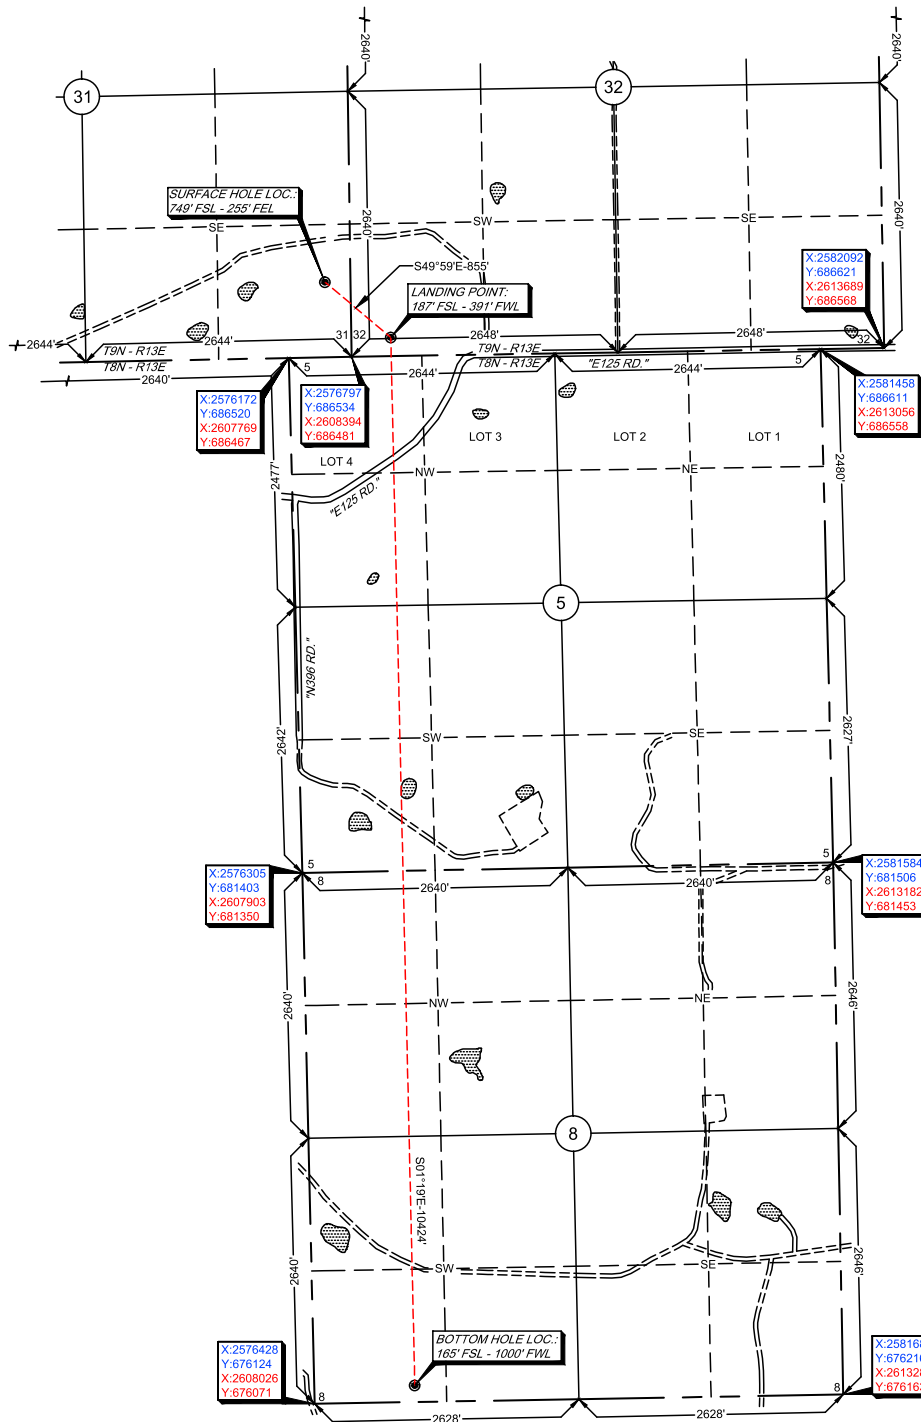 2640'
2640'
31
32
SURFACE HOLE LOC.:
749' FSL - 255' FEL
SE
SW
SE
2640'
2640'
S49°59'E-855'
LANDING POINT:
187' FSL - 391' FWL
X:2582092
Y:686621
X:2613689
Y:686568
2644'
2644'
31
32
2648'
2648'
32
T9N - R13E
T8N - R13E
T9N - R13E
T8N - R13E
"E125 RD."
2640'
5
2644'
2644'
5
X:2576172
Y:686520
X:2607769
Y:686467
X:2576797
Y:686534
X:2608394
Y:686481
X:2581458
Y:686611
X:2613056
Y:686558
LOT 4
LOT 3
LOT 2
LOT 1
2477'
2480'
NW
NE
"E125 RD."
5
"N396 RD."
2642'
2627'
SW
SE
X:2576305
Y:681403
X:2607903
Y:681350
5
8
2640'
2640'
5
8
X:2581584
Y:681506
X:2613182
Y:681453
2640'
2646'
NW
NE
8
S01°19'E-10424'
2640'
2646'
SW
SE
BOTTOM HOLE LOC.:
165' FSL - 1000' FWL
X:2576428
Y:676124
X:2608026
Y:676071
8
2628'
2628'
8